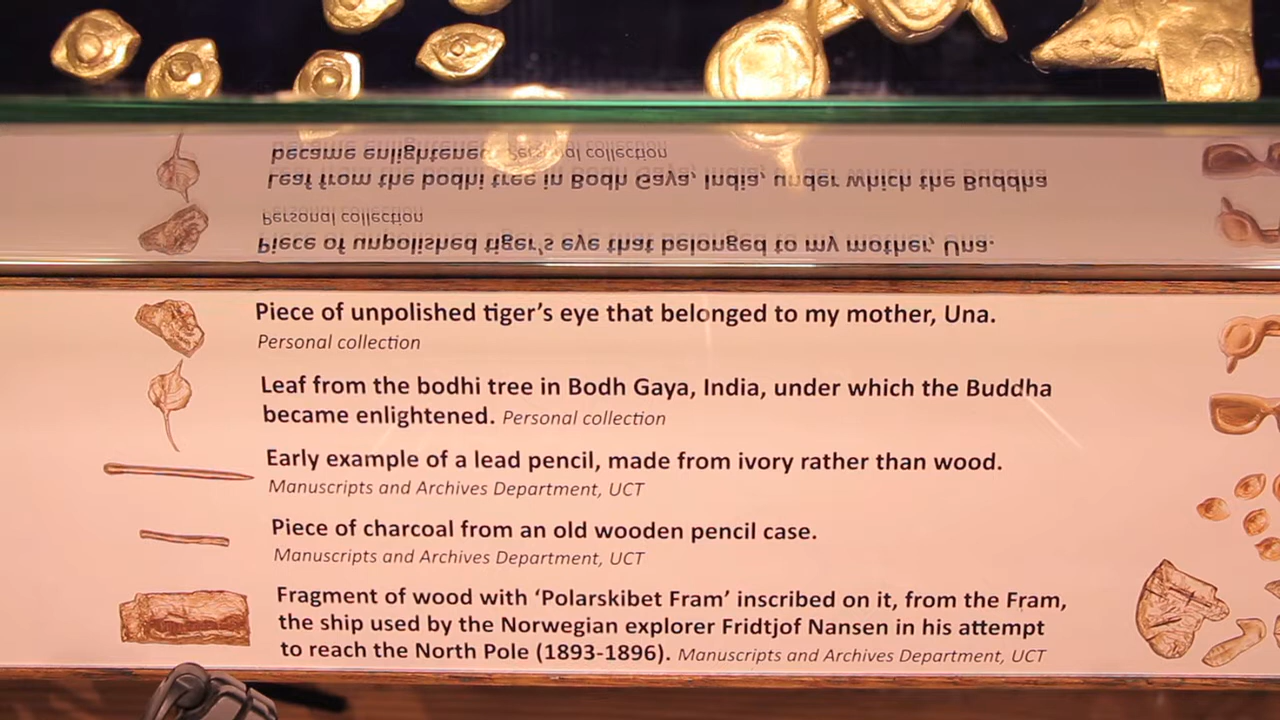 Piece of unpolished tiger’s eye that belonged to my mother, Una.
Personal collection
Leaf from the bodhi tree in Bodh Gaya, India, under which the Buddha
became enlightened. Personal collection
Early example of a lead pencil, made from ivory rather than wood.
Manuscripts and Archives Department, UCT
Piece of charcoal from an old wooden pencil case.
Manuscripts and Archives Department, UCT
Fragment of wood with ‘Polarskibet Fram’ inscribed on it, from the Fram,
the ship used by the Norwegian explorer Fridtjof Nansen in his attempt
to reach the North Pole (1893-1896). Manuscripts and Archives Department, UCT